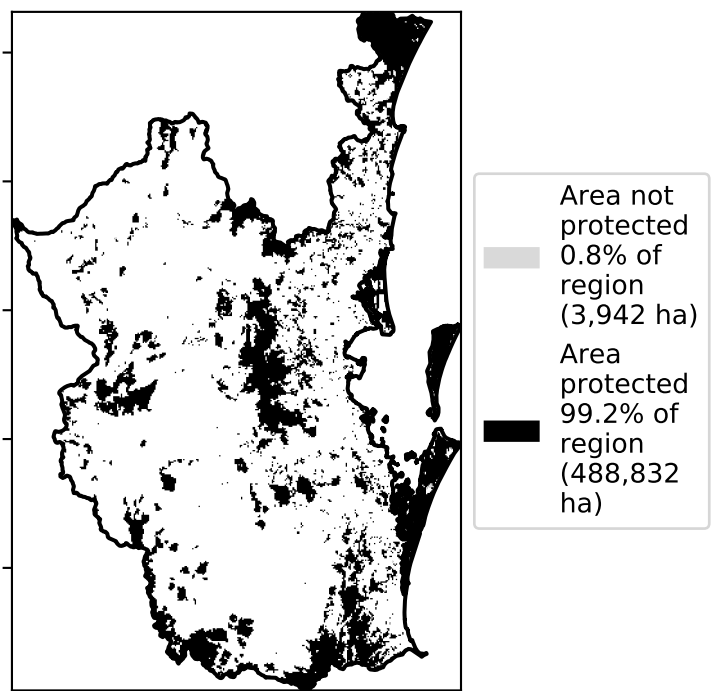 Area not
protected
0.8% of
region
(3,942 ha)
Area
protected
99.2% of
region
(488,832
ha)